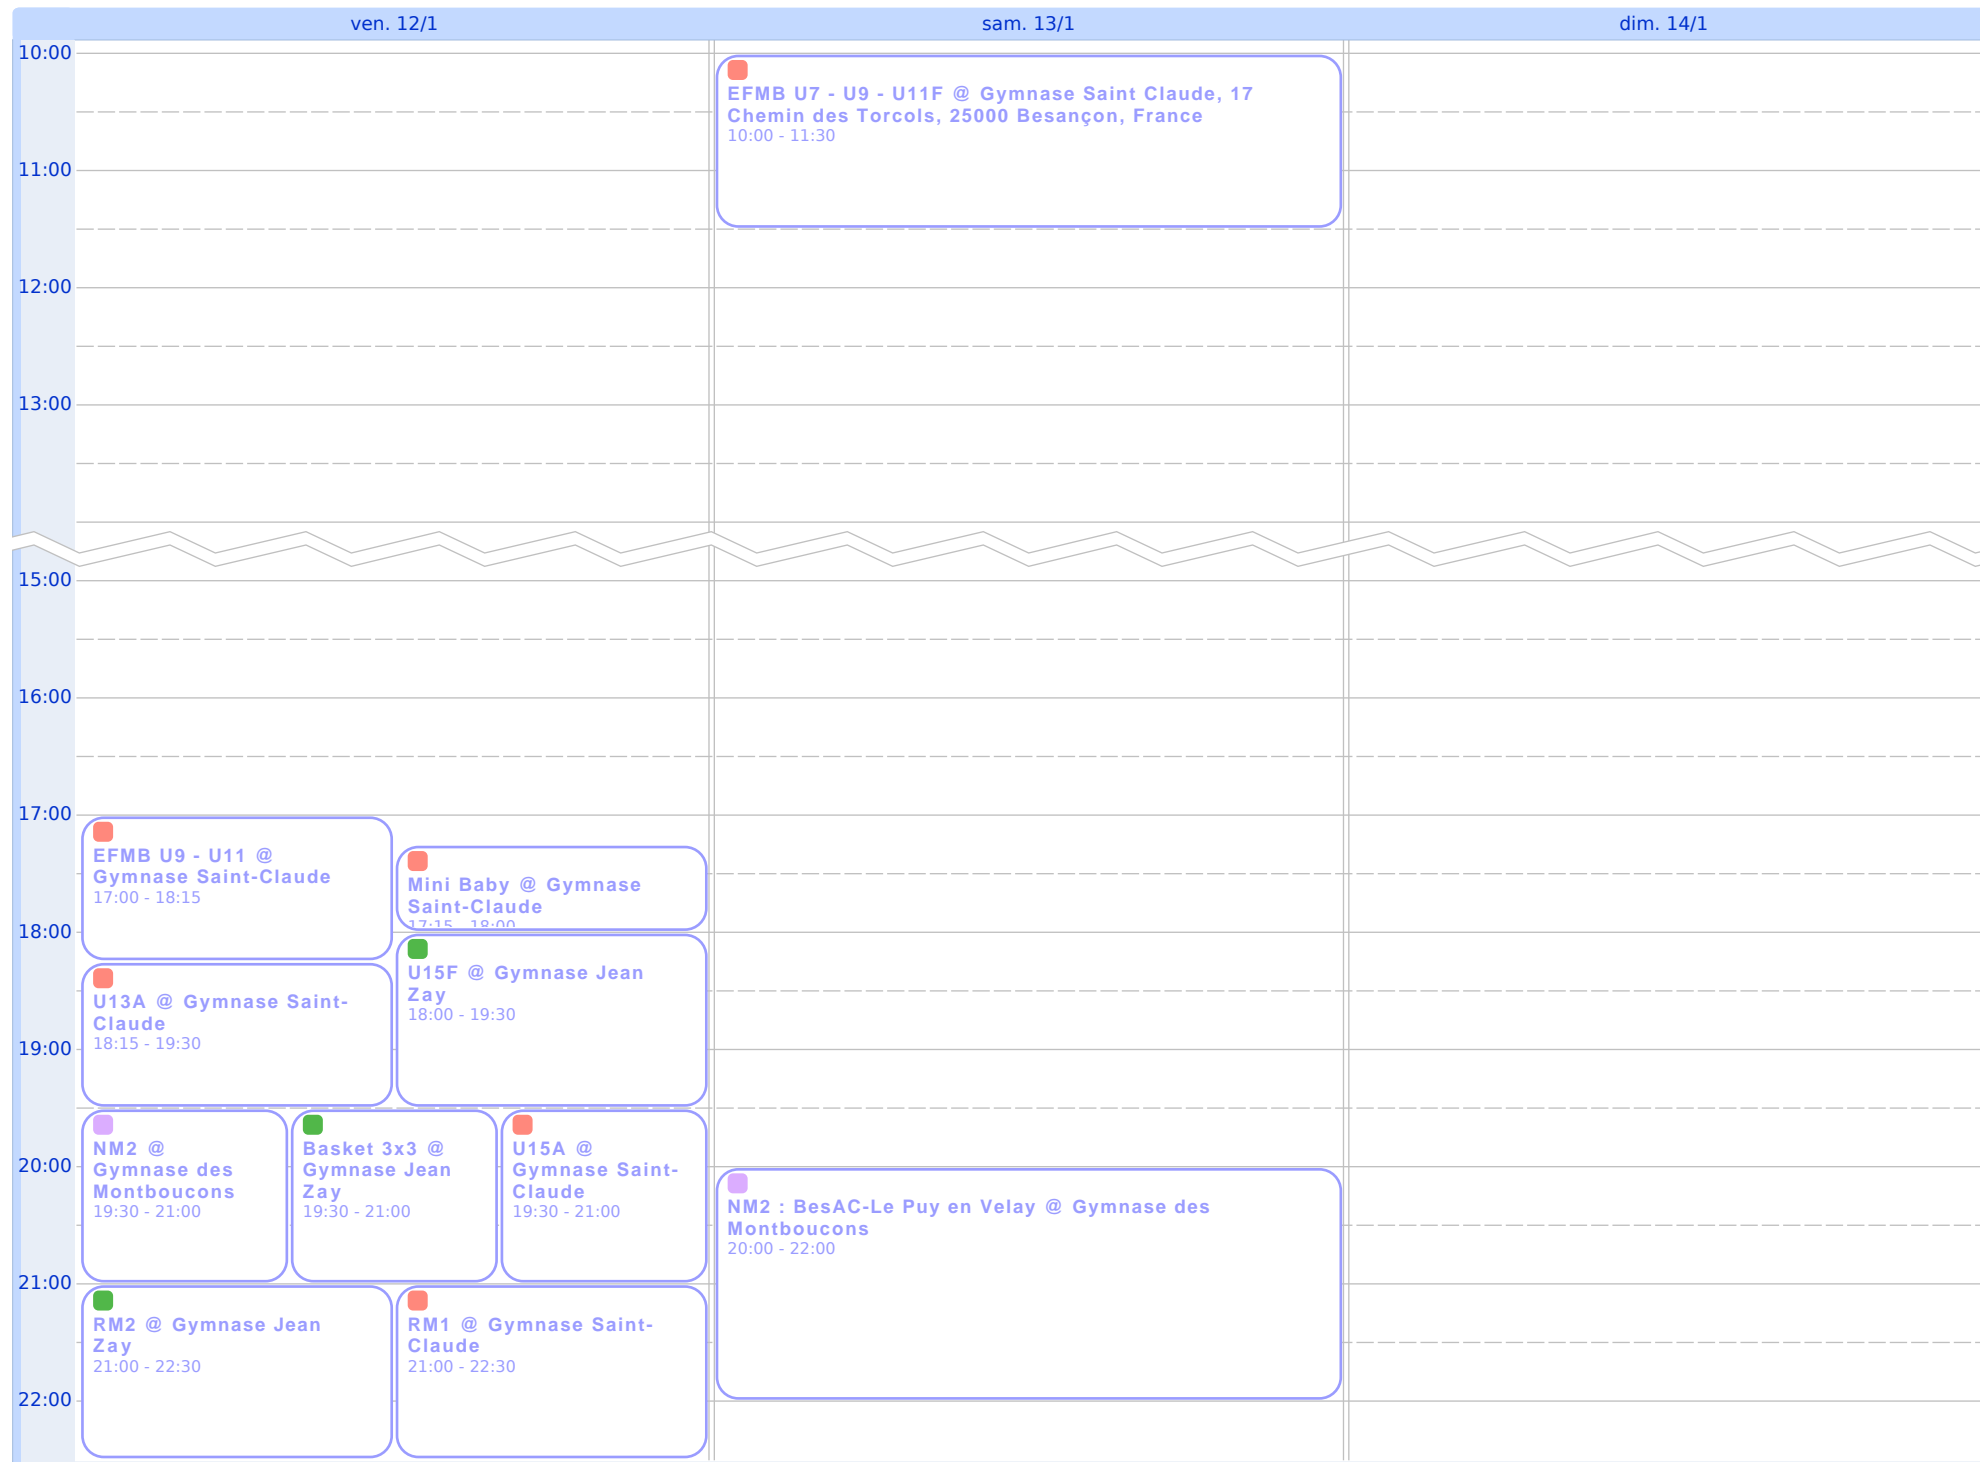 ven. 12/1
sam. 13/1
dim. 14/1
10:00
11:00
12:00
13:00
15:00
16:00
17:00
18:00
19:00
20:00
21:00
22:00
EFMB U9 - U11 @
Gymnase Saint-Claude
17:00 - 18:15
Mini Baby @ Gymnase
Saint-Claude
17:15 - 18:00
U13A @ Gymnase Saint-
Claude
18:15 - 19:30
U15F @ Gymnase Jean
Zay
18:00 - 19:30
NM2 @
Gymnase des
Montboucons
19:30 - 21:00
Basket 3x3 @
Gymnase Jean
Zay
19:30 - 21:00
U15A @
Gymnase Saint-
Claude
19:30 - 21:00
RM2 @ Gymnase Jean
Zay
21:00 - 22:30
RM1 @ Gymnase Saint-
Claude
21:00 - 22:30
EFMB U7 - U9 - U11F @ Gymnase Saint Claude, 17
Chemin des Torcols, 25000 Besançon, France
10:00 - 11:30
NM2 : BesAC-Le Puy en Velay @ Gymnase des
Montboucons
20:00 - 22:00